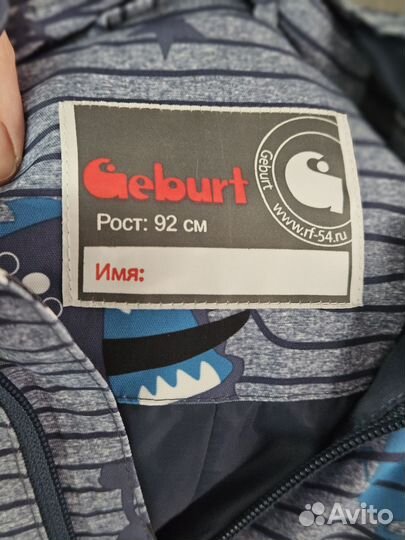 Geburt
Рост: 92 см
Имя:
Geburt
www.rf-54.ru
Avito